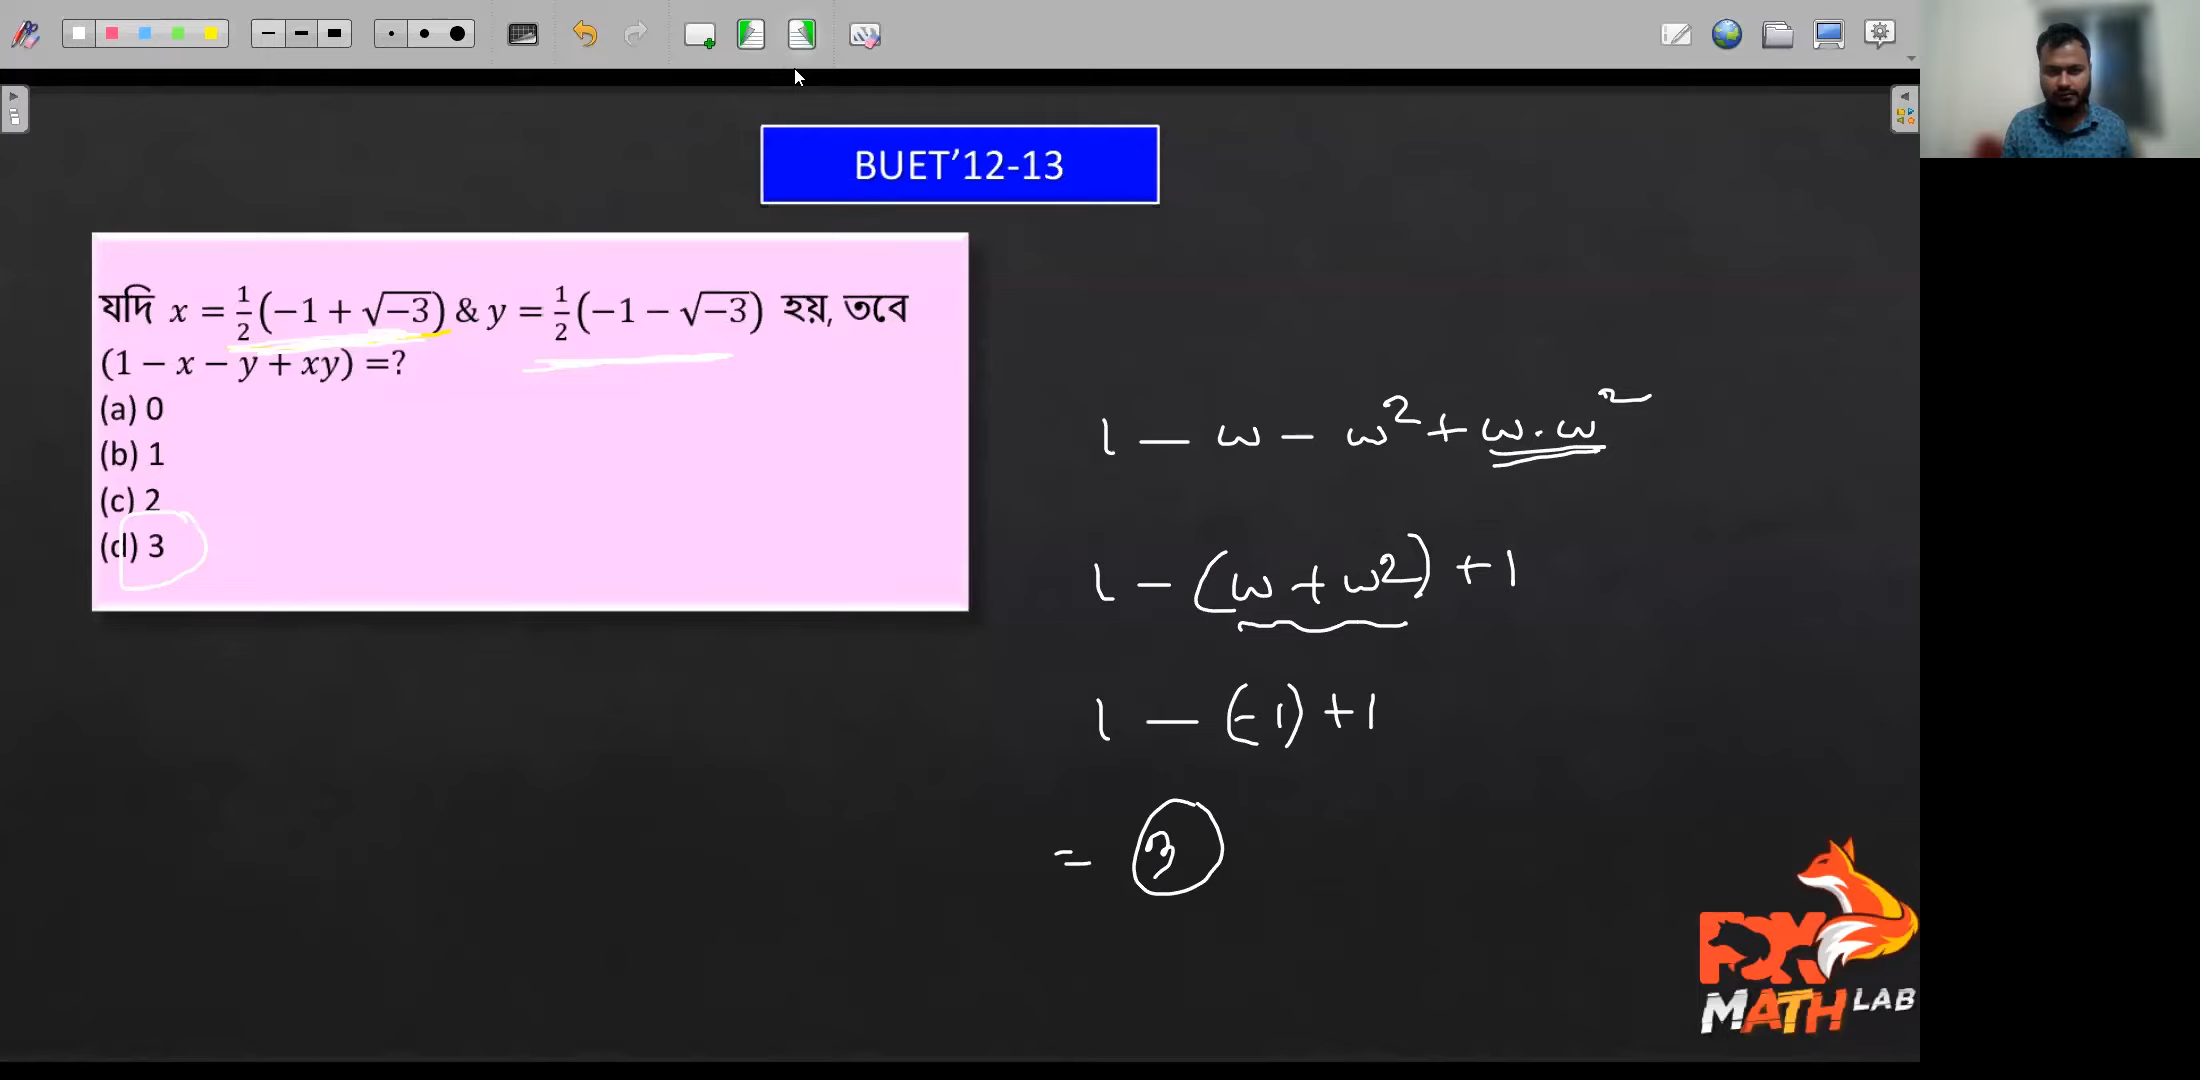 BUET’12-13
যদি x = 1/2(−1 + √−3) & y = 1/2(−1 − √−3) হয়, তবে
(1 − x − y + xy) =?
(a) 0
(b) 1
(c) 2
(d) 3
1 − ω − ω² + ω · ω²
1 − (ω + ω²) + 1
1 − (−1) + 1
= 3
FOX
MATH LAB